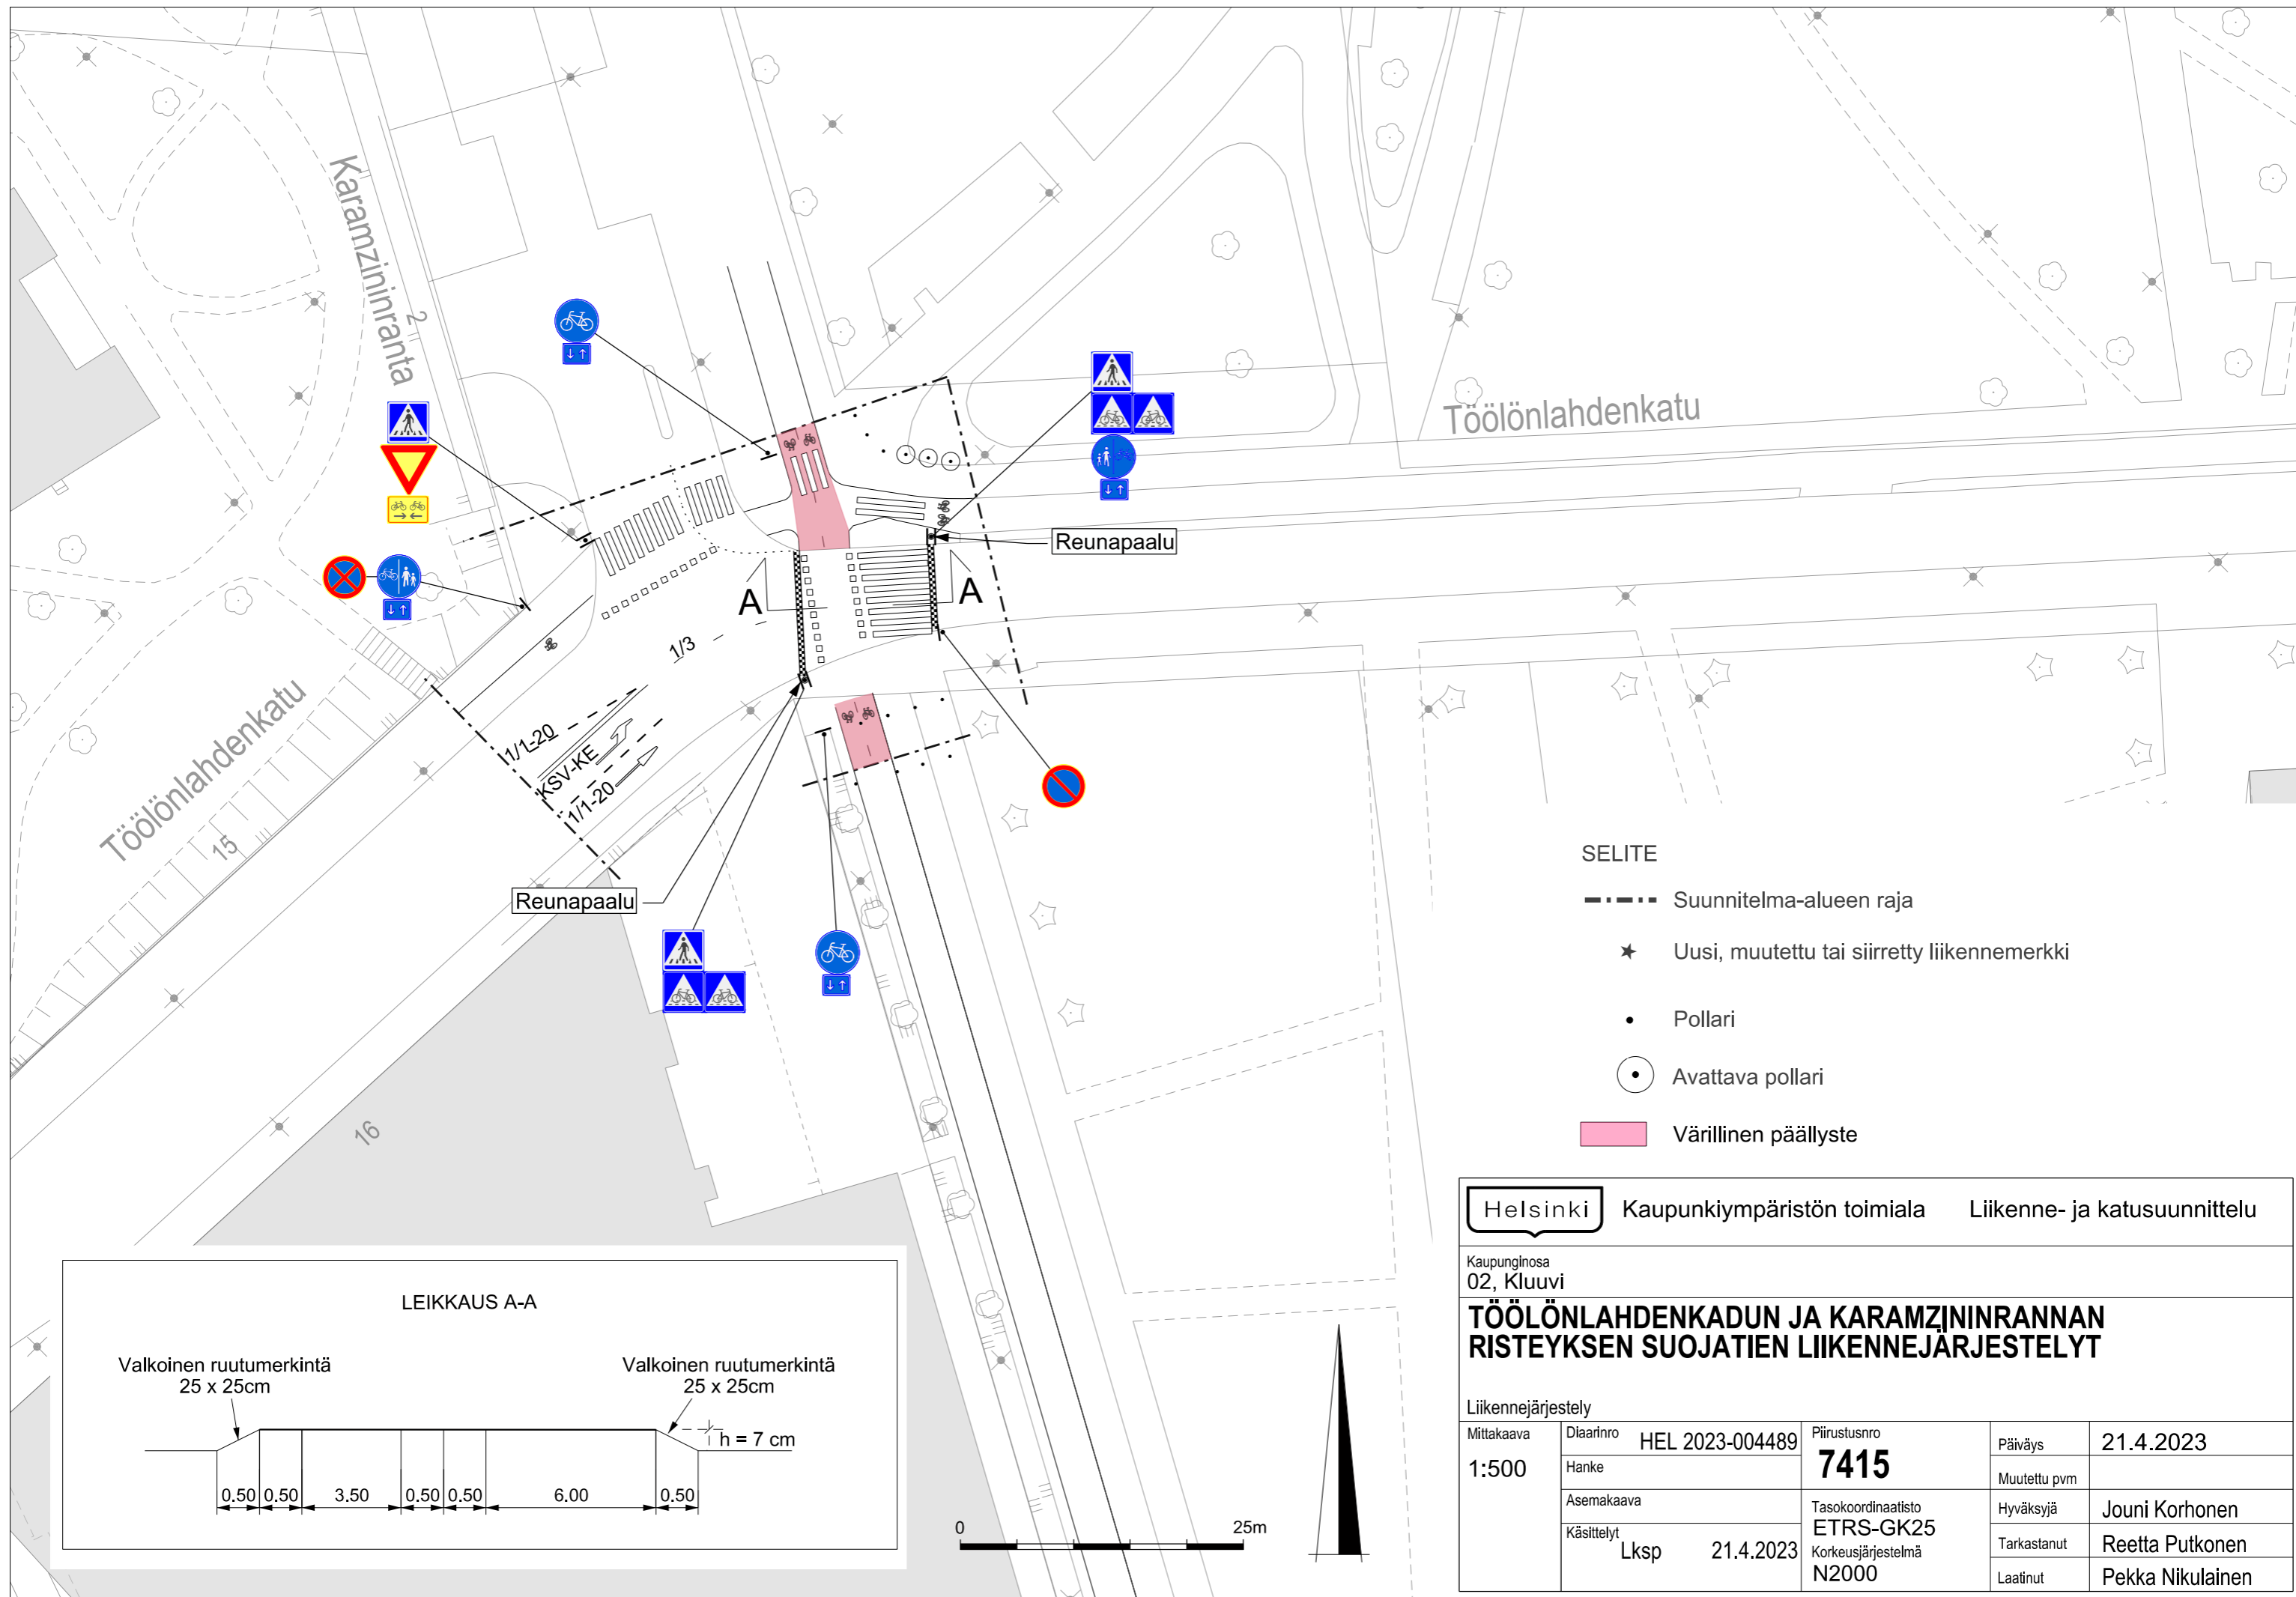 Karamzininranta
2
Töölönlahdenkatu
Reunapaalu
A
A
1/3
1/1-20
KSV-KE
1/1-20
Töölönlahdenkatu
15
Reunapaalu
16
SELITE
Suunnitelma-alueen raja
Uusi, muutettu tai siirretty liikennemerkki
Pollari
Avattava pollari
Värillinen päällyste
LEIKKAUS A-A
Valkoinen ruutumerkintä
25 x 25cm
Valkoinen ruutumerkintä
25 x 25cm
h = 7 cm
0.50 0.50 3.50 0.50 0.50 6.00 0.50
0 25m
Helsinki Kaupunkiympäristön toimiala Liikenne- ja katusuunnittelu
Kaupunginosa
02, Kluuvi
TÖÖLÖNLAHDENKADUN JA KARAMZININRANNAN
RISTEYKSEN SUOJATIEN LIIKENNEJÄRJESTELYT
Liikennejärjestely
Mittakaava
1:500
Diaarinro HEL 2023-004489
Hanke
Asemakaava
Käsittelyt
Lksp 21.4.2023
Piirustusnro
7415
Tasokoordinaatisto
ETRS-GK25
Korkeusjärjestelmä
N2000
Päiväys 21.4.2023
Muutettu pvm
Hyväksyjä Jouni Korhonen
Tarkastanut Reetta Putkonen
Laatinut Pekka Nikulainen